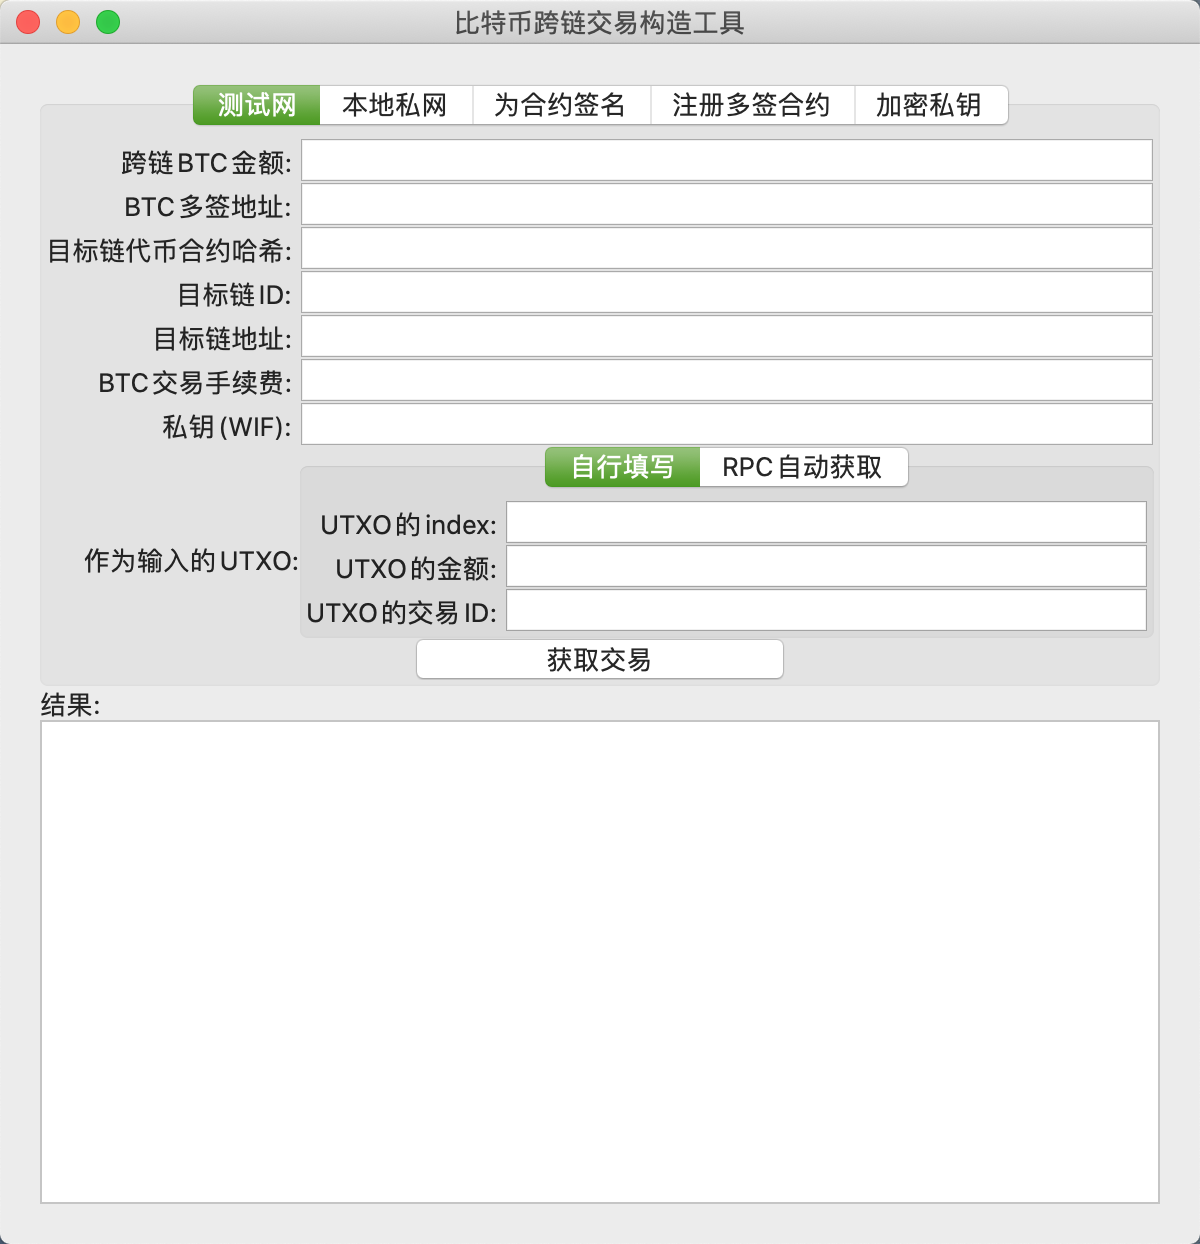 比特币跨链交易构造工具
测试网 本地私网 为合约签名 注册多签合约 加密私钥
跨链BTC金额:
BTC多签地址:
目标链代币合约哈希:
目标链ID:
目标链地址:
BTC交易手续费:
私钥(WIF):
自行填写 RPC自动获取
作为输入的UTXO:
UTXO的index:
UTXO的金额:
UTXO的交易ID:
获取交易
结果: